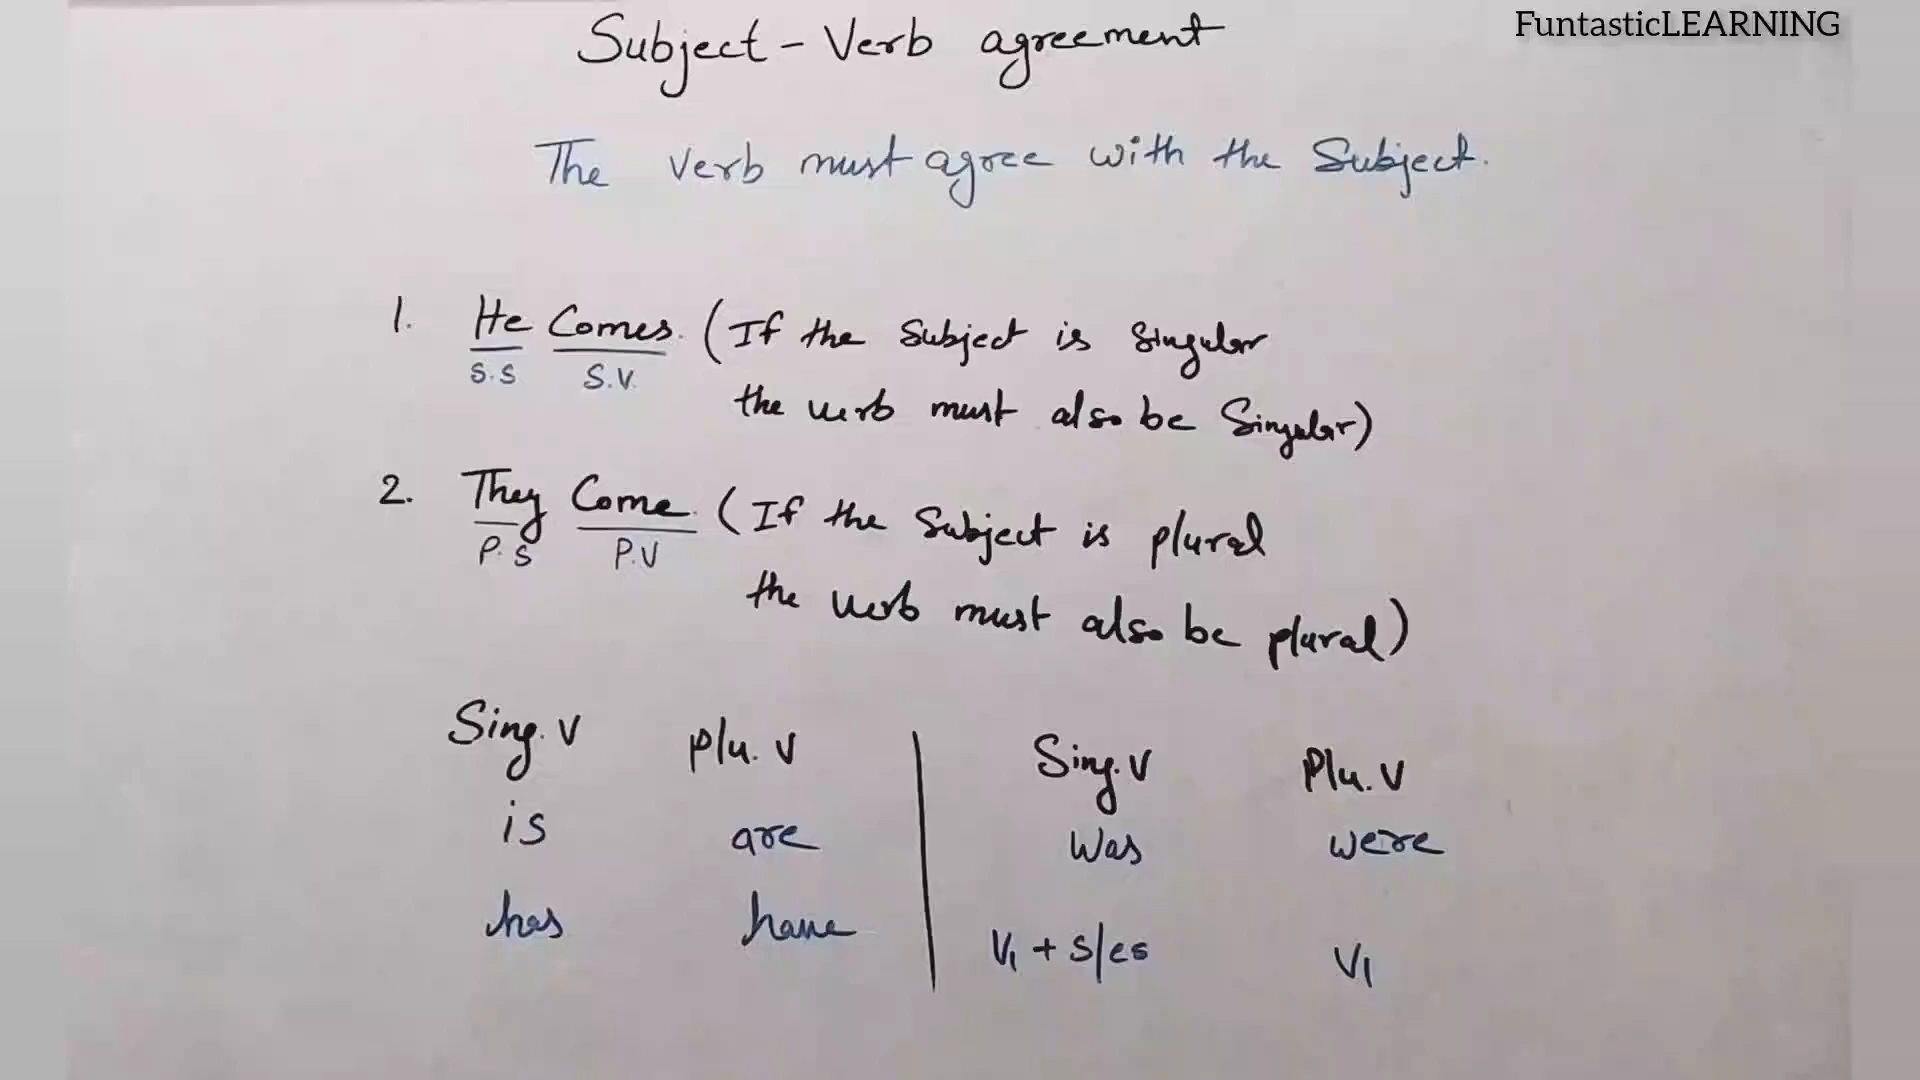 FuntasticLEARNING
Subject - Verb agreement
The verb must agree with the Subject.
1. He Comes. (If the Subject is Singular
S.S S.V.
the verb must also be Singular)
2. They Come. (If the Subject is plural
P.S P.V
the verb must also be plural)
Sing. V Plu. V Sing. V Plu. V
is are was were
has have V1 + s/es V1